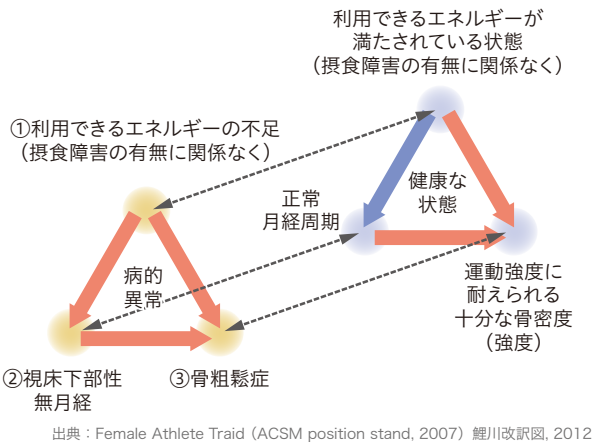 利用できるエネルギーが
満たされている状態
（摂食障害の有無に関係なく）
①利用できるエネルギーの不足
（摂食障害の有無に関係なく）
健康な
状態
正常
月経周期
病的
異常
運動強度に
耐えられる
十分な骨密度
（強度）
②視床下部性
無月経
③骨粗鬆症
出典：Female Athlete Traid（ACSM position stand, 2007）鯉川改訳図, 2012